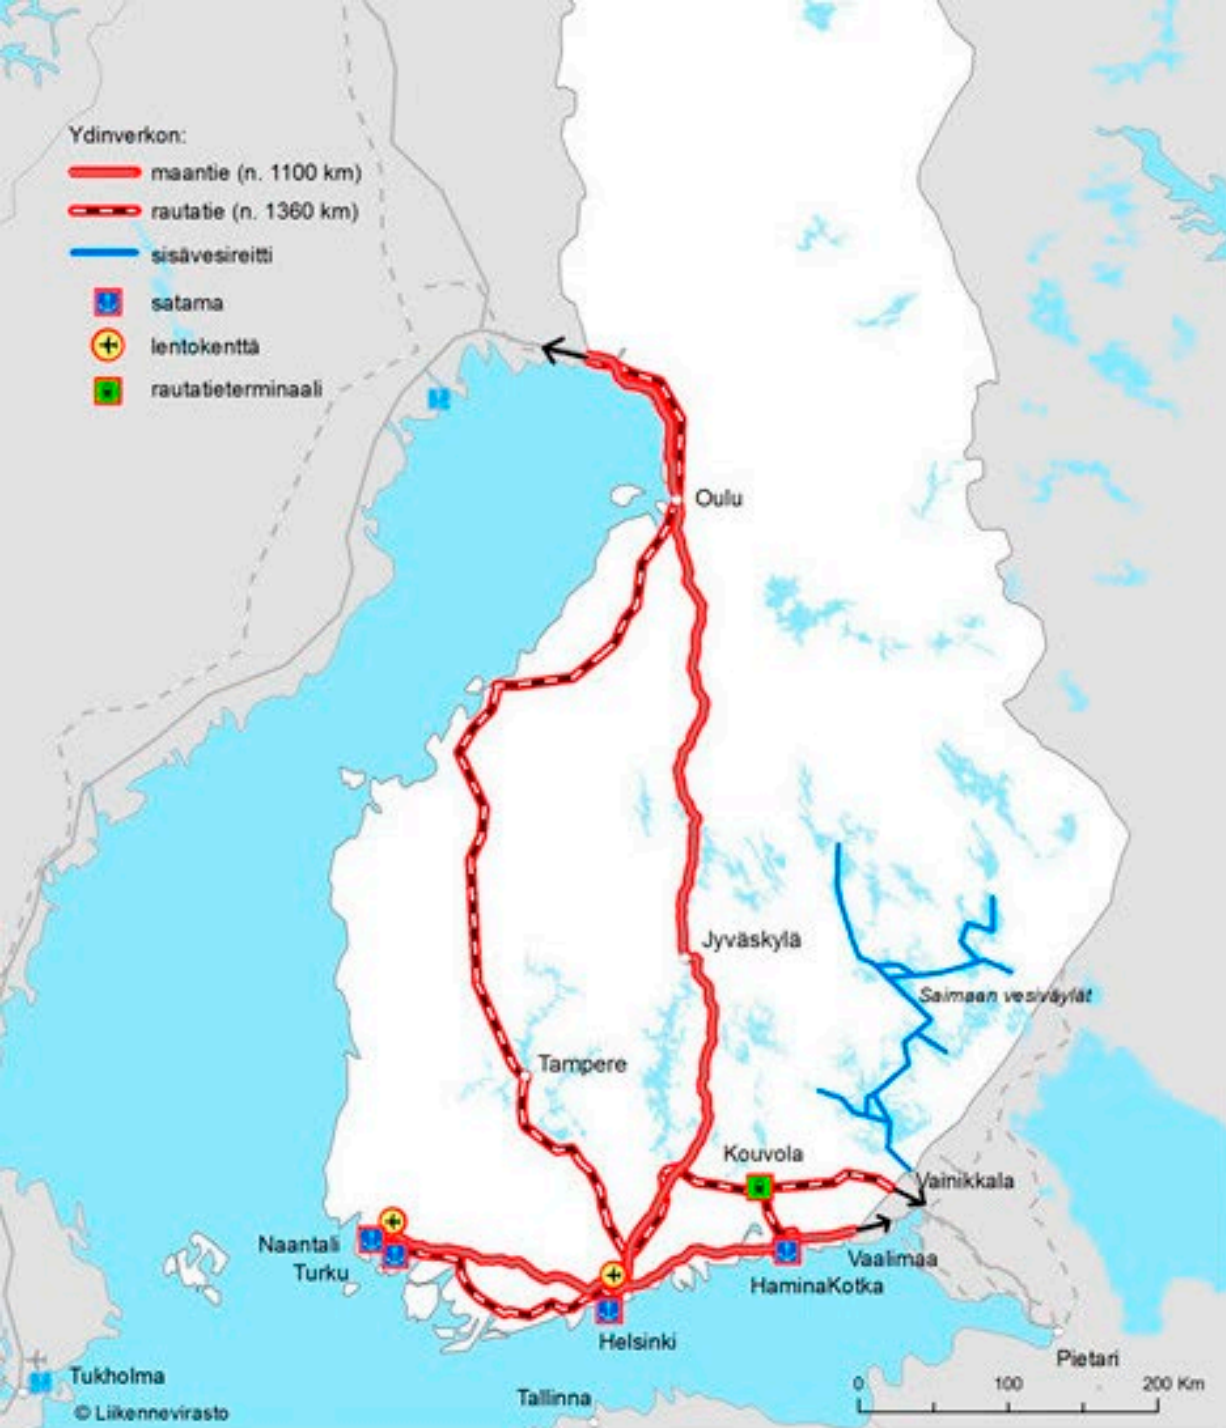 Ydinverkon:
maantie (n. 1100 km)
rautatie (n. 1360 km)
sisävesireitti
satama
lentokenttä
rautatieterminaali
Oulu
Jyväskylä
Saimaan vesiväylät
Tampere
Kouvola
Vainikkala
Naantali
Turku
Vaalimaa
HaminaKotka
Helsinki
Pietari
Tukholma
Tallinna
0 100 200 Km
© Liikennevirasto